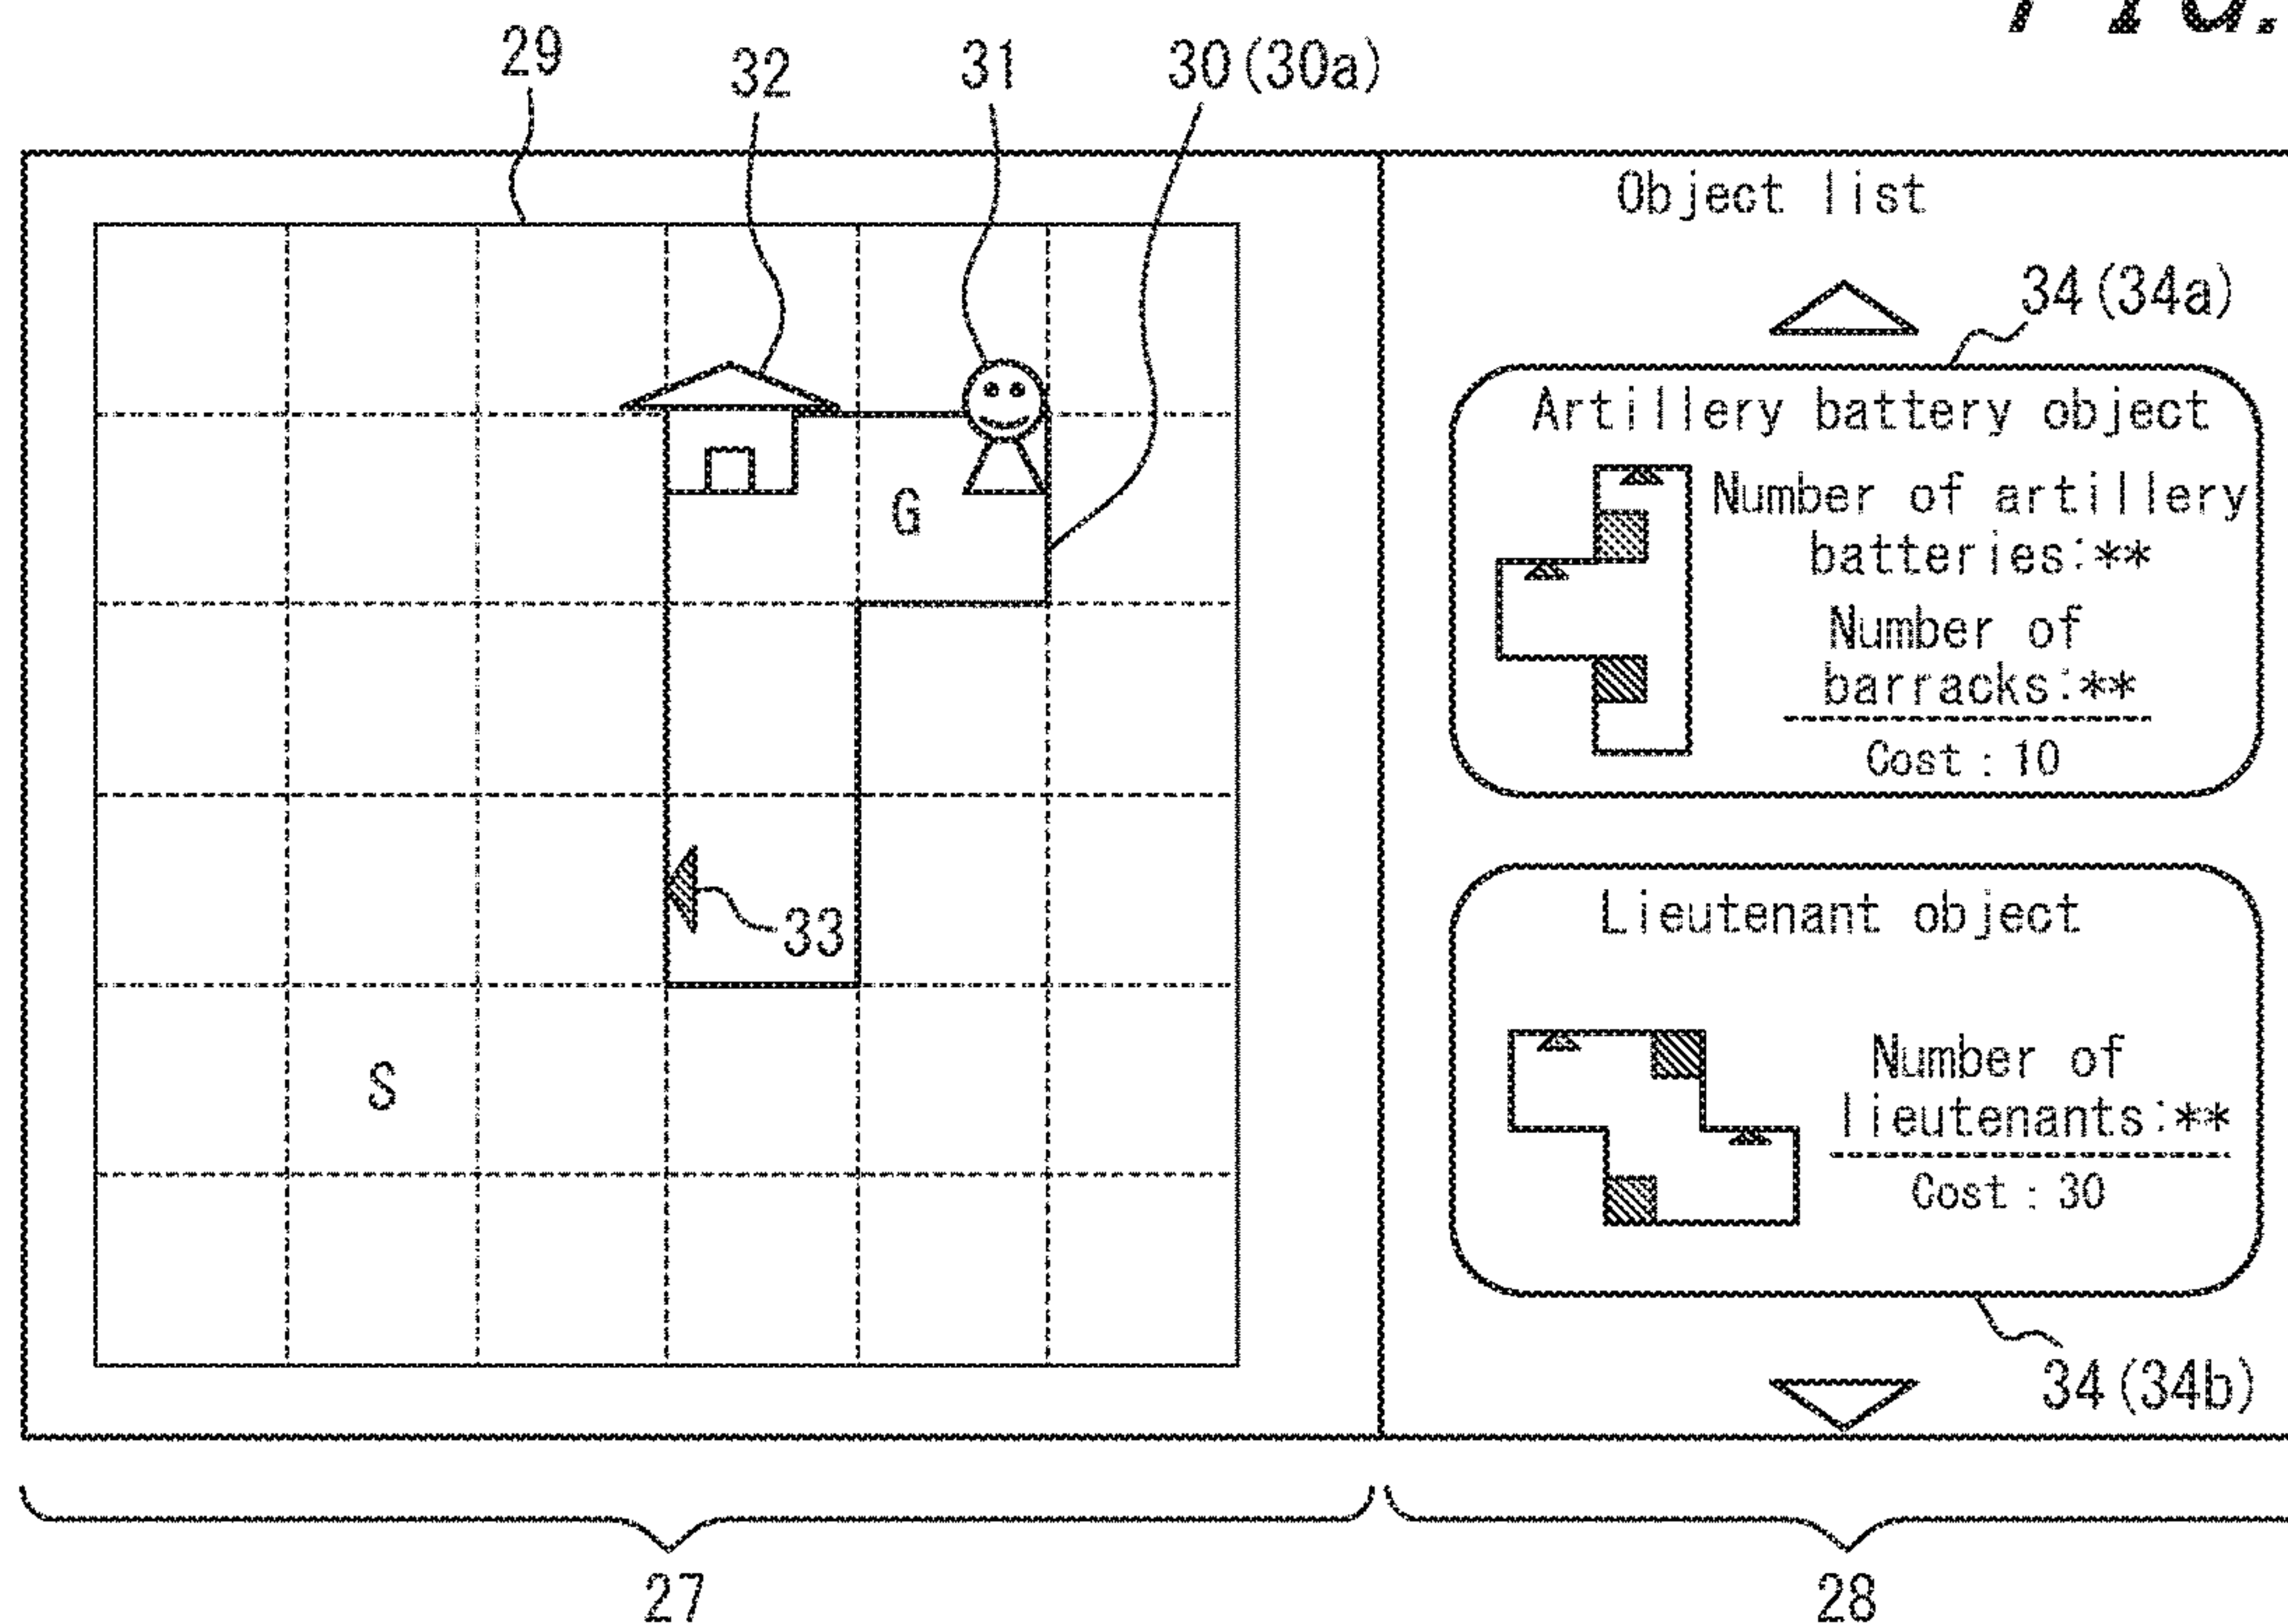 FIG.
29
32
31
30(30a)
Object list
34(34a)
Artillery battery object
Number of artillery
batteries:**
Number of
barracks:**
Cost:10
G
33
S
Lieutenant object
Number of
lieutenants:**
Cost:30
34(34b)
27
28